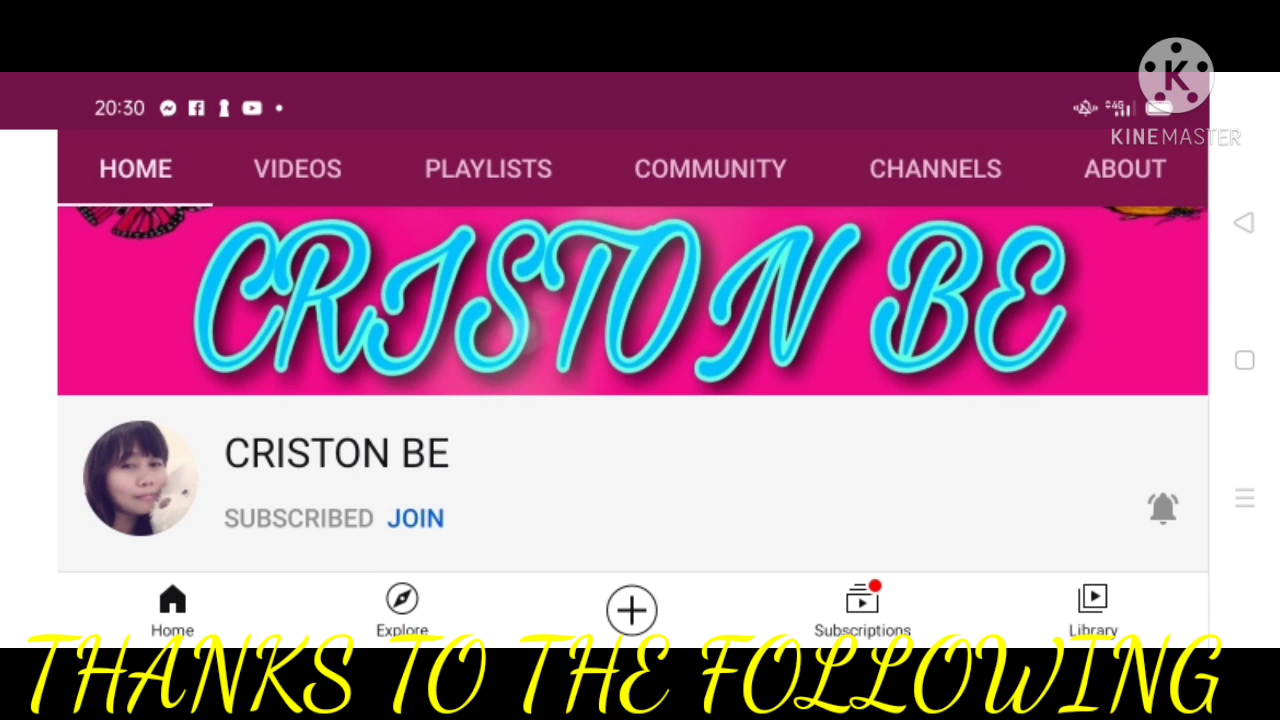 K
KINEMASTER
20:30
4G
HOME VIDEOS PLAYLISTS COMMUNITY CHANNELS ABOUT
CRISTON BE
CRISTON BE
SUBSCRIBED JOIN
Home Explore Subscriptions Library
THANKS TO THE FOLLOWING